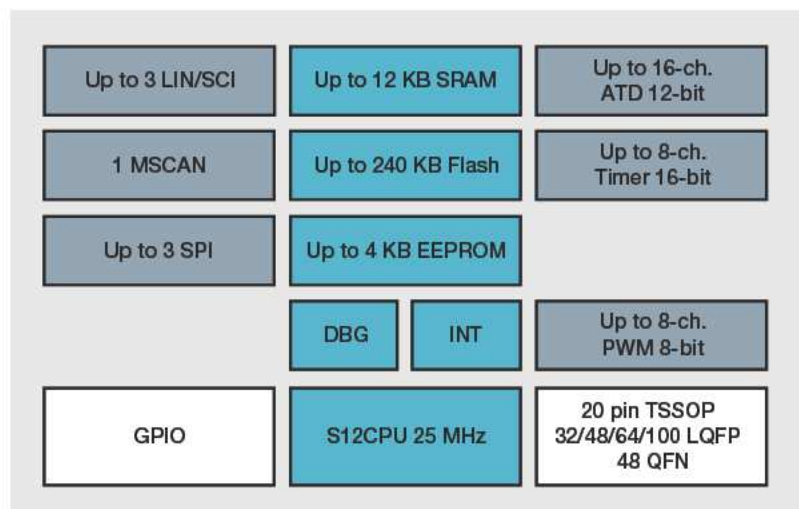 Up to 3 LIN/SCI
Up to 12 KB SRAM
Up to 16-ch.
ATD 12-bit
1 MSCAN
Up to 240 KB Flash
Up to 8-ch.
Timer 16-bit
Up to 3 SPI
Up to 4 KB EEPROM
DBG
INT
Up to 8-ch.
PWM 8-bit
GPIO
S12CPU 25 MHz
20 pin TSSOP
32/48/64/100 LQFP
48 QFN